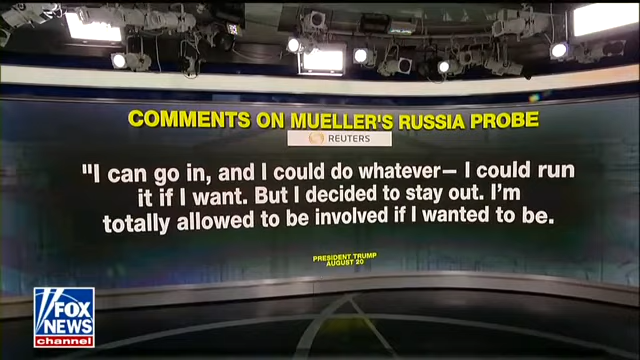 COMMENTS ON MUELLER'S RUSSIA PROBE
REUTERS
"I can go in, and I could do whatever— I could run
it if I want. But I decided to stay out. I'm
totally allowed to be involved if I wanted to be.
PRESIDENT TRUMP
AUGUST 20
FOX
NEWS
channel